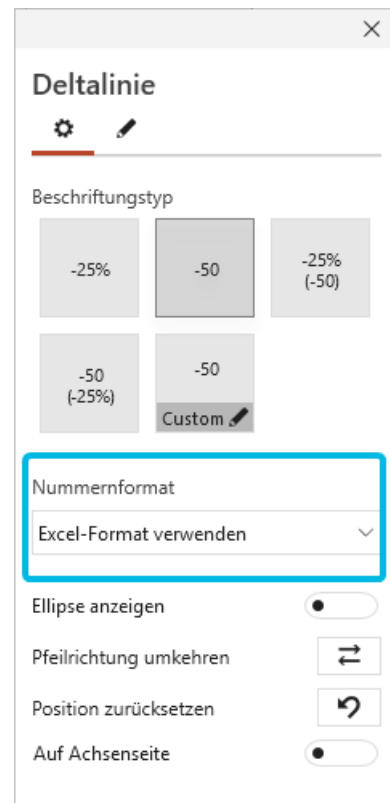 Deltalinie
Beschriftungstyp
-25%
-50
-25%
(-50)
-50
(-25%)
-50
Custom
Nummernformat
Excel-Format verwenden
Ellipse anzeigen
Pfeilrichtung umkehren
Position zurücksetzen
Auf Achsenseite